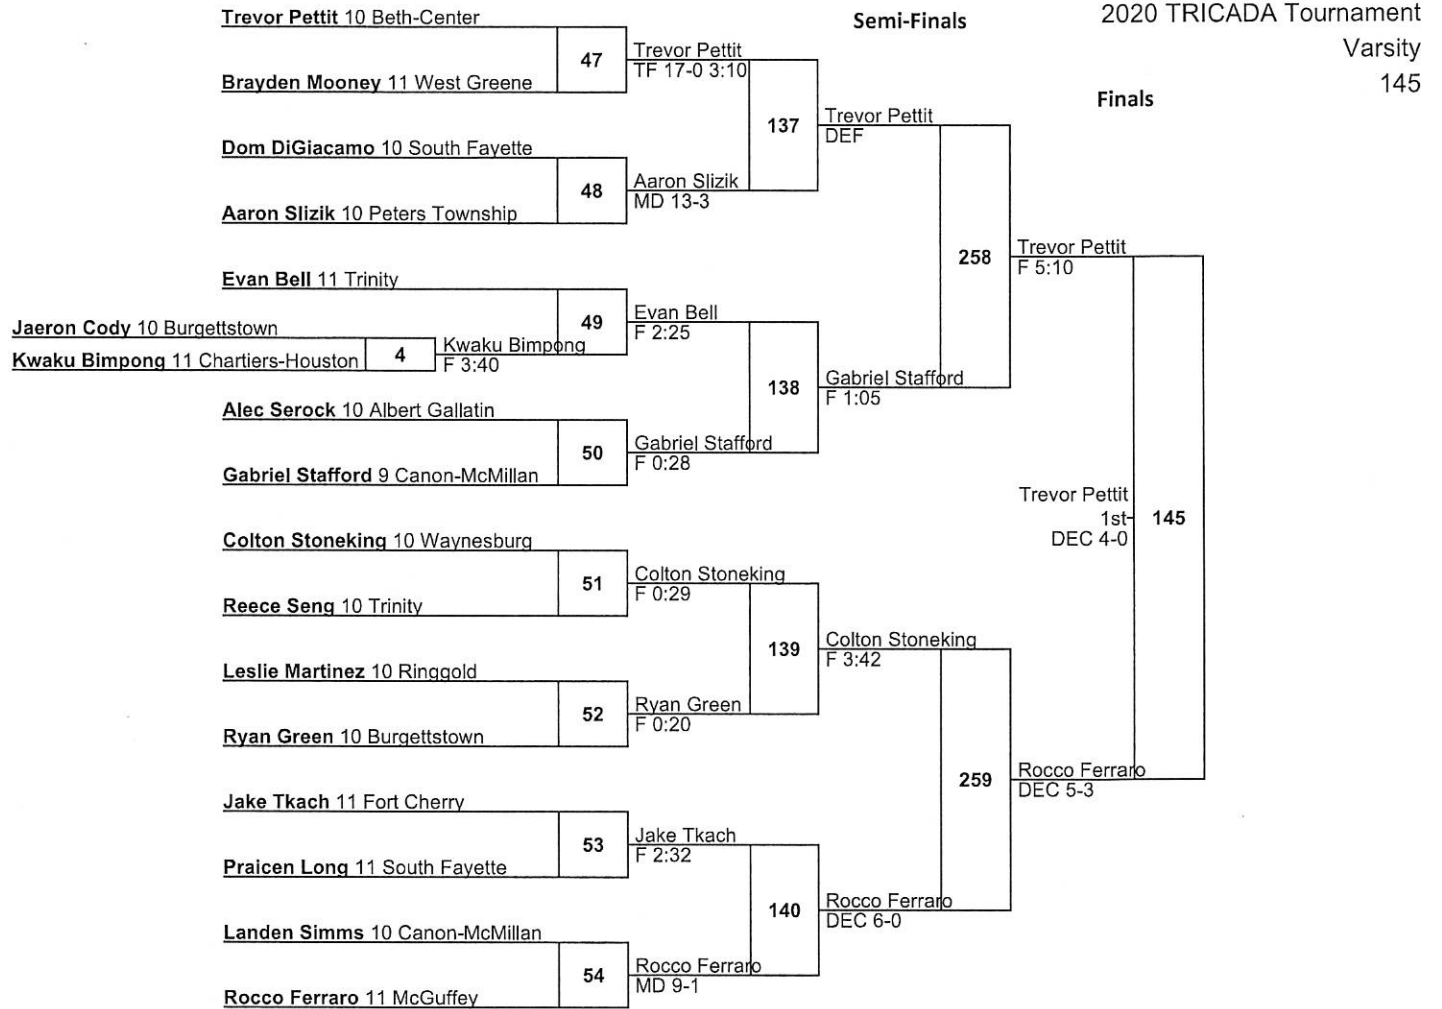 2020 TRICADA Tournament
Varsity
145
Semi-Finals
Finals
Trevor Pettit 10 Beth-Center
47
Brayden Mooney 11 West Greene
Trevor Pettit
TF 17-0 3:10
137
Dom DiGiacamo 10 South Fayette
48
Aaron Slizik 10 Peters Township
Aaron Slizik
MD 13-3
Trevor Pettit
DEF
258
Evan Bell 11 Trinity
49
Jaeron Cody 10 Burgettstown
Kwaku Bimpong 11 Chartiers-Houston
4
Kwaku Bimpong
F 3:40
Evan Bell
F 2:25
138
Alec Serock 10 Albert Gallatin
50
Gabriel Stafford 9 Canon-McMillan
Gabriel Stafford
F 0:28
Gabriel Stafford
F 1:05
Trevor Pettit
F 5:10
Trevor Pettit
1st
DEC 4-0
145
Colton Stoneking 10 Waynesburg
51
Reece Seng 10 Trinity
Colton Stoneking
F 0:29
139
Leslie Martinez 10 Ringgold
52
Ryan Green 10 Burgettstown
Ryan Green
F 0:20
Colton Stoneking
F 3:42
259
Rocco Ferraro
DEC 5-3
Jake Tkach 11 Fort Cherry
53
Praicen Long 11 South Fayette
Jake Tkach
F 2:32
140
Landen Simms 10 Canon-McMillan
54
Rocco Ferraro 11 McGuffey
Rocco Ferraro
MD 9-1
Rocco Ferraro
DEC 6-0